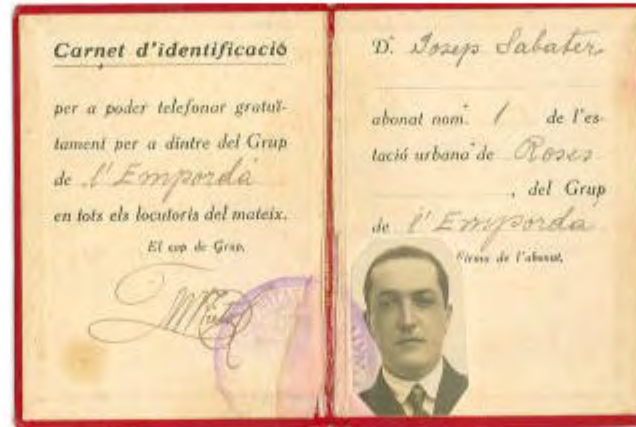 Carnet d'identificació
per a poder telefonar gratuï-
tament per a dintre del Grup
de l'Empordà
en tots els locutoris del mateix.
El cap de Grup,
D. Josep Sabater
abonat núm. 1 de l'es-
tació urbana de Roses
, del Grup
de l'Empordà
Firma de l'abonat,